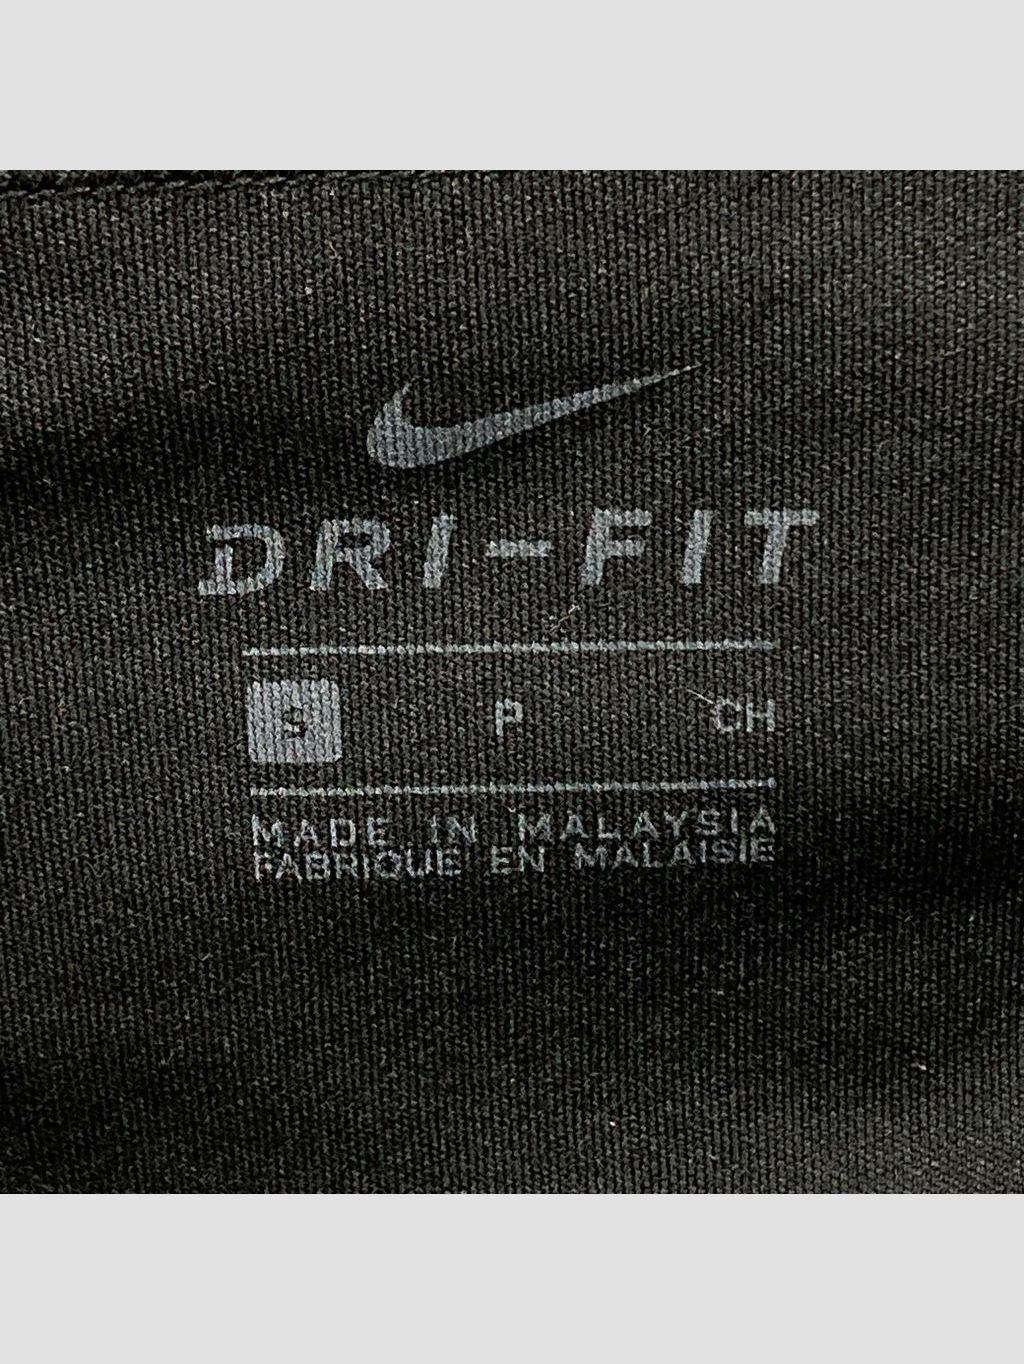 DRI-FIT
S P CH
MADE IN MALAYSIA
FABRIQUE EN MALAISIE